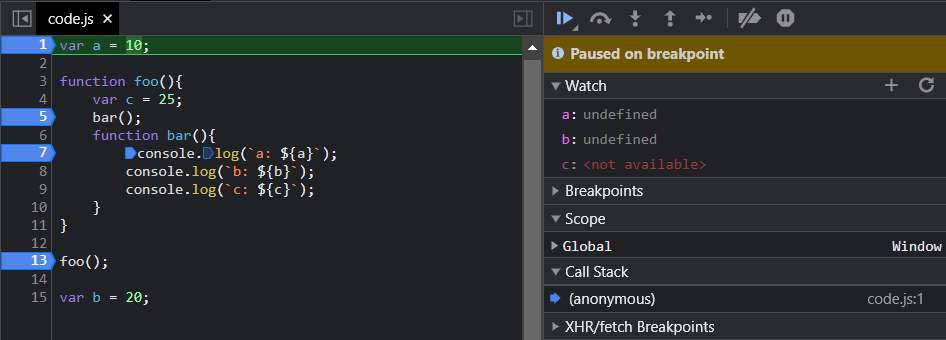 code.js ×
1 var a = 10;
2
3 function foo(){
4     var c = 25;
5     bar();
6     function bar(){
7         console.log(`a: ${a}`);
8         console.log(`b: ${b}`);
9         console.log(`c: ${c}`);
10     }
11 }
12
13 foo();
14
15 var b = 20;
Paused on breakpoint
Watch
a: undefined
b: undefined
c: <not available>
Breakpoints
Scope
Global Window
Call Stack
(anonymous) code.js:1
XHR/fetch Breakpoints